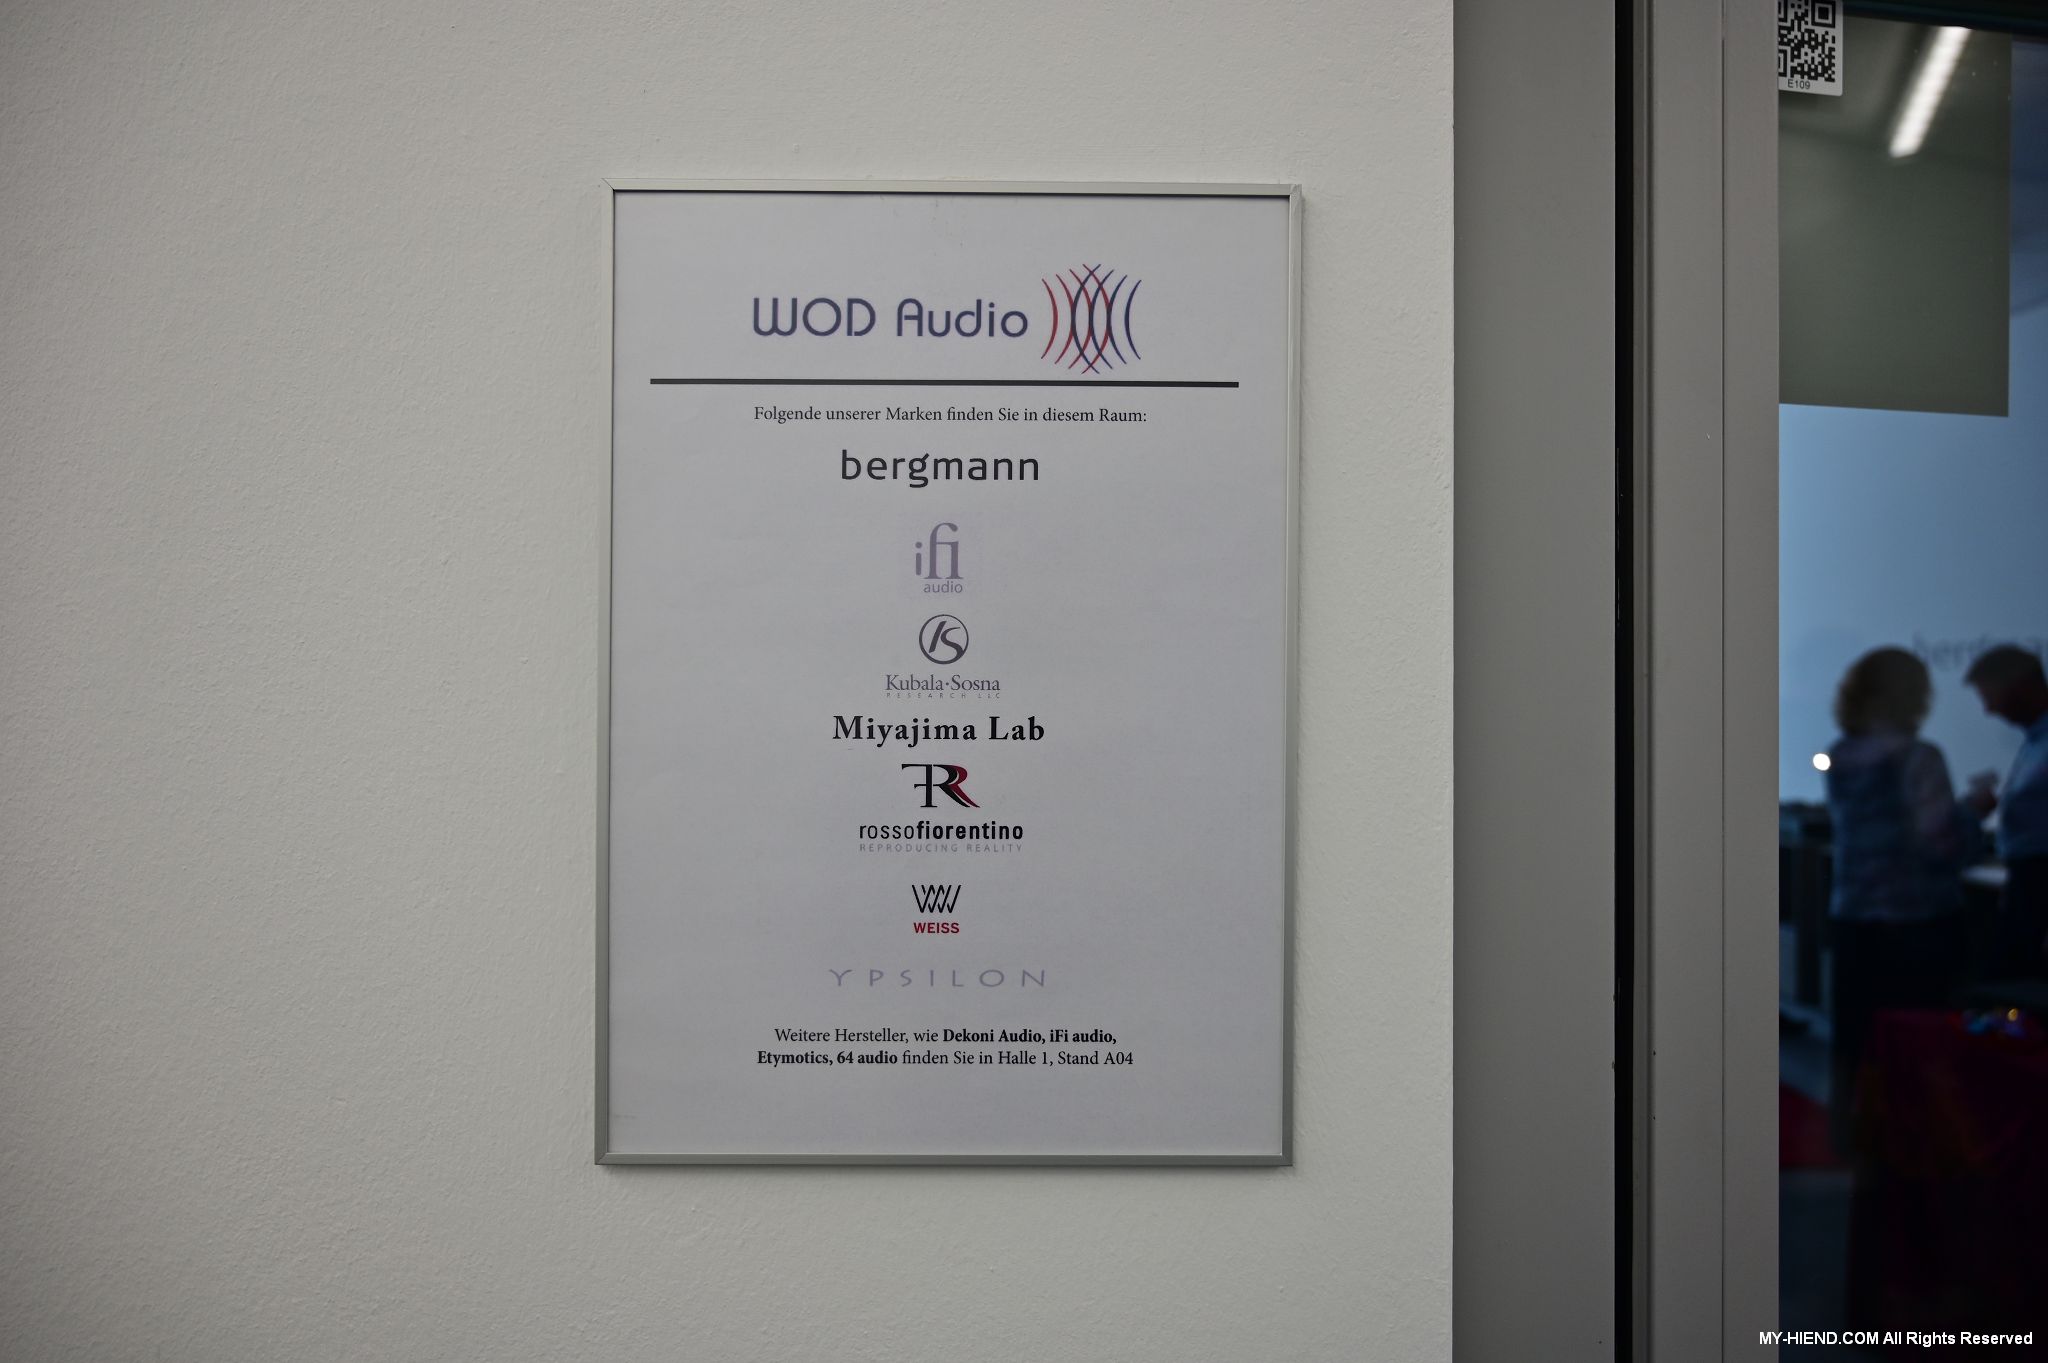 E109
WOD Audio
Folgende unserer Marken finden Sie in diesem Raum:
bergmann
ifi
audio
Kubala·Sosna
RESEARCH LLC
Miyajima Lab
rossofiorentino
REPRODUCING REALITY
WEISS
YPSILON
Weitere Hersteller, wie Dekoni Audio, iFi audio,
Etymotics, 64 audio finden Sie in Halle 1, Stand A04
MY-HIEND.COM All Rights Reserved